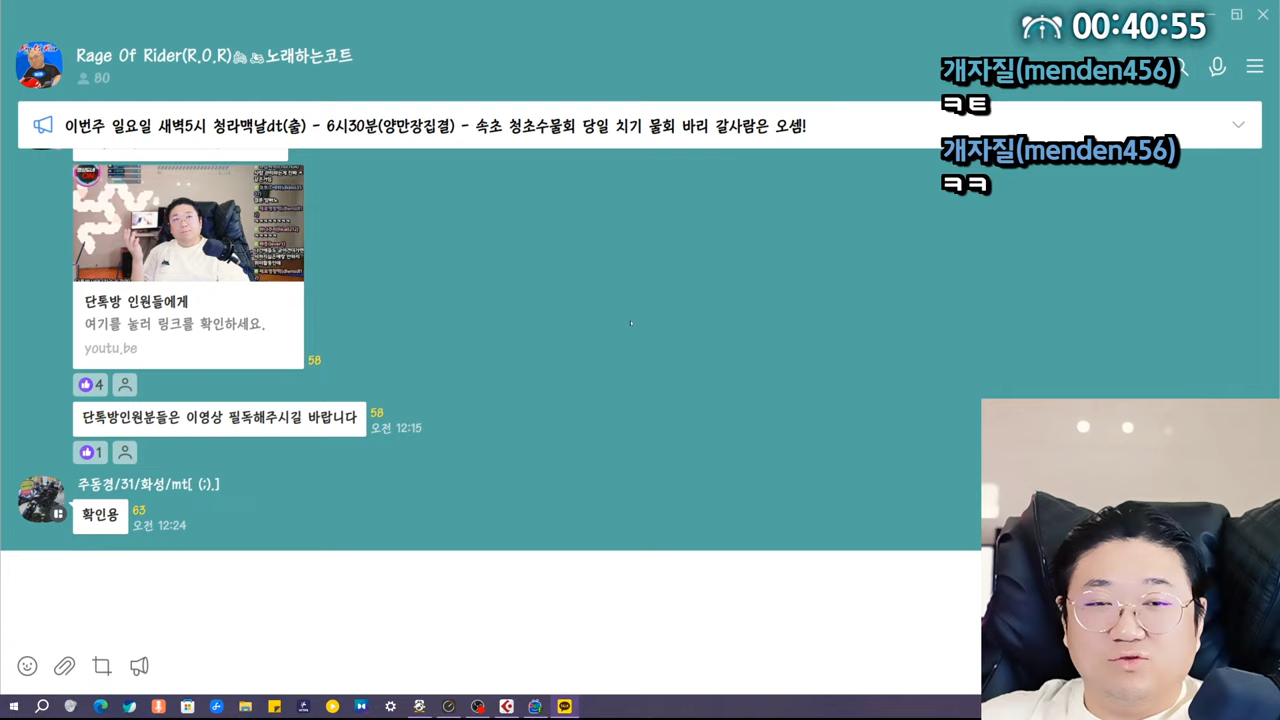 00:40:55
Rage Of Rider(R.O.R)🏍🛵노래하는코트
80
개자질(menden456)
ㅋㅌ
이번주 일요일 새벽5시 청라맥날dt(출) - 6시30분(양만장집결) - 속초 청초수물회 당일 치기 물회 바리 갈사람은 오셈!
개자질(menden456)
ㅋㅋ
ON
단톡방 인원들에게
여기를 눌러 링크를 확인하세요.
youtu.be
58
4
단톡방인원분들은 이영상 필독해주시길 바랍니다
58
오전 12:15
1
주동경/31/화성/mt[ (;).]
확인용
63
오전 12:24